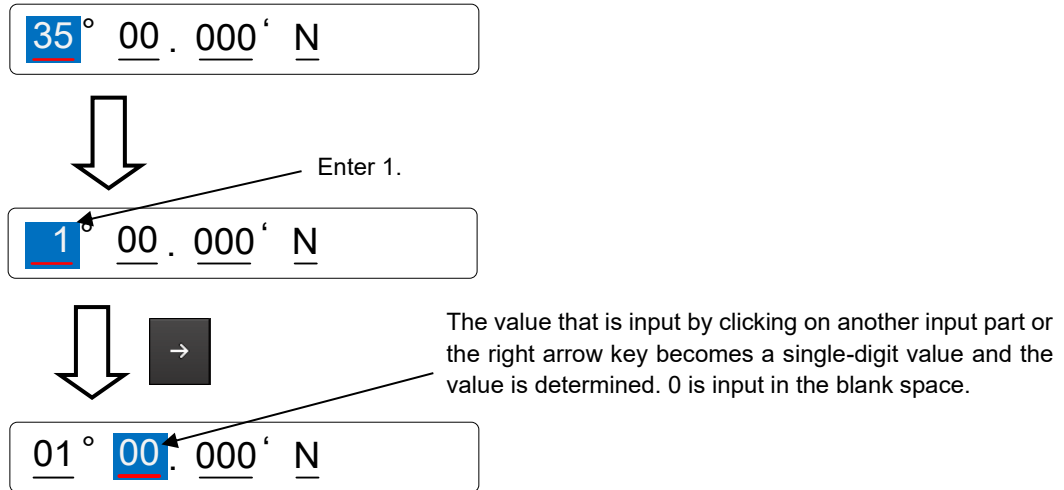 35° 00. 000‘ N
Enter 1.
1° 00. 000‘ N
→
The value that is input by clicking on another input part or
the right arrow key becomes a single-digit value and the
value is determined. 0 is input in the blank space.
01° 00. 000‘ N